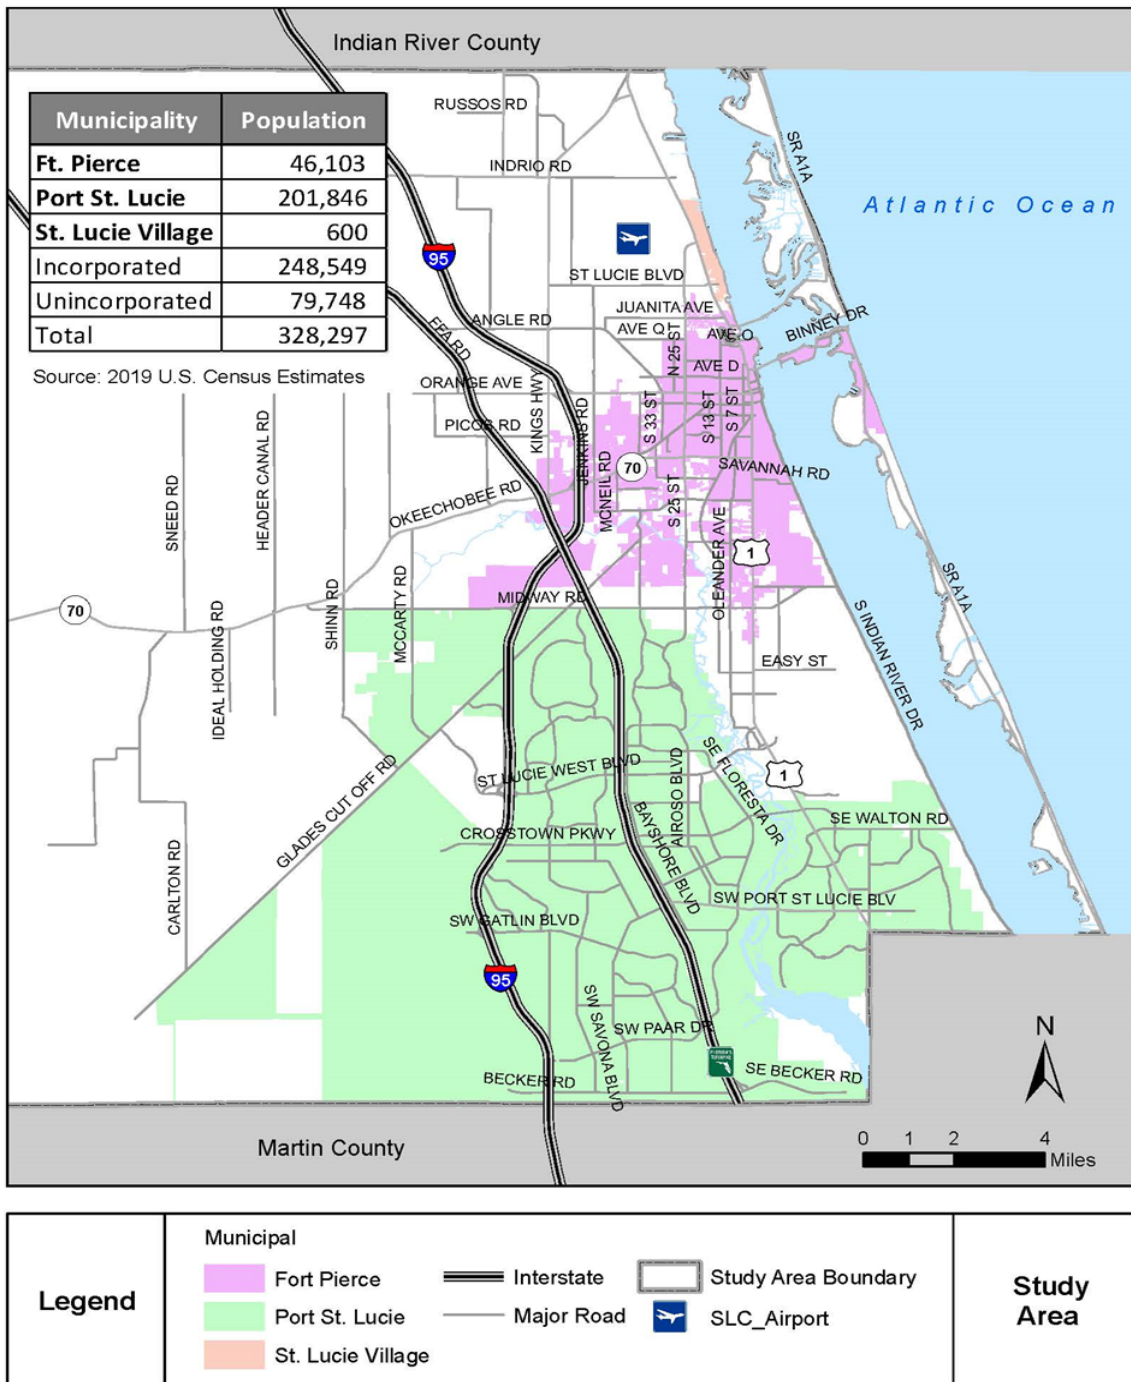 Indian River County
RUSSOS RD
SR A1A
Municipality Population
Ft. Pierce 46,103
Port St. Lucie 201,846
St. Lucie Village 600
Incorporated 248,549
Unincorporated 79,748
Total 328,297
Source: 2019 U.S. Census Estimates
INDRIO RD
Atlantic Ocean
95
ST LUCIE BLVD
JUANITA AVE
ANGLE RD
AVE Q
AVE O
BINNEY DR
FFA RD
N 25 ST
AVE D
ORANGE AVE
KINGS HWY
JENKINS RD
S 33 ST
S 13 ST
S 7 ST
PICOS RD
70
SAVANNAH RD
MCNEIL RD
S 25 ST
OKEECHOBEE RD
SNEED RD
HEADER CANAL RD
OLEANDER AVE
1
SR A1A
70
SHINN RD
MCCARTY RD
MIDWAY RD
IDEAL HOLDING RD
EASY ST
S INDIAN RIVER DR
GLADES CUT OFF RD
ST LUCIE WEST BLVD
AIROSO BLVD
SE FLORESTA DR
1
CROSSTOWN PKWY
BAYSHORE BLVD
SE WALTON RD
CARLTON RD
SW GATLIN BLVD
SW PORT ST LUCIE BLV
95
SW SAVONA BLVD
SW PAAR DR
BECKER RD
SE BECKER RD
N
Martin County
0 1 2 4
Miles
Legend
Municipal
Fort Pierce
Port St. Lucie
St. Lucie Village
Interstate
Major Road
Study Area Boundary
SLC_Airport
Study
Area